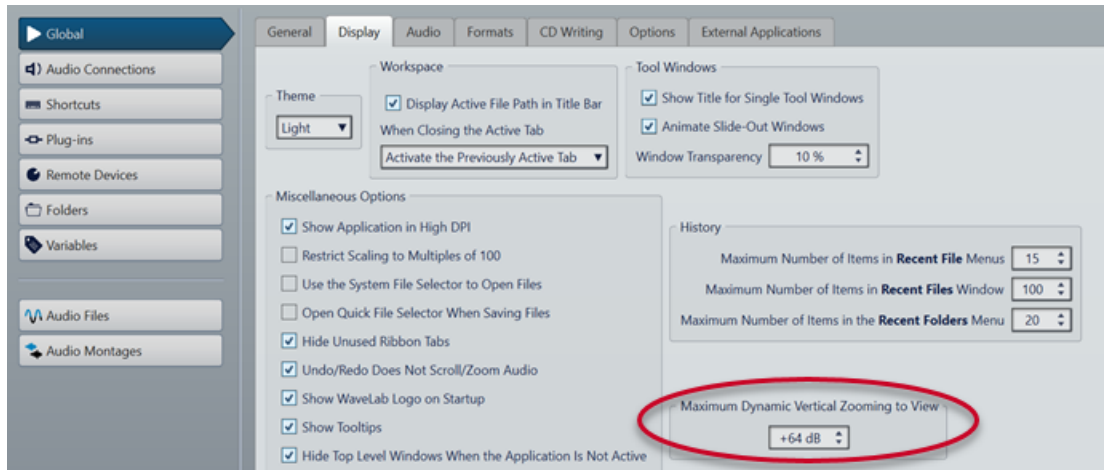 Global
Audio Connections
Shortcuts
Plug-ins
Remote Devices
Folders
Variables
Audio Files
Audio Montages
General
Display
Audio
Formats
CD Writing
Options
External Applications
Theme
Light
Workspace
Display Active File Path in Title Bar
When Closing the Active Tab
Activate the Previously Active Tab
Tool Windows
Show Title for Single Tool Windows
Animate Slide-Out Windows
Window Transparency 10 %
Miscellaneous Options
Show Application in High DPI
Restrict Scaling to Multiples of 100
Use the System File Selector to Open Files
Open Quick File Selector When Saving Files
Hide Unused Ribbon Tabs
Undo/Redo Does Not Scroll/Zoom Audio
Show WaveLab Logo on Startup
Show Tooltips
Hide Top Level Windows When the Application Is Not Active
History
Maximum Number of Items in Recent File Menus 15
Maximum Number of Items in Recent Files Window 100
Maximum Number of Items in the Recent Folders Menu 20
Maximum Dynamic Vertical Zooming to View
+64 dB